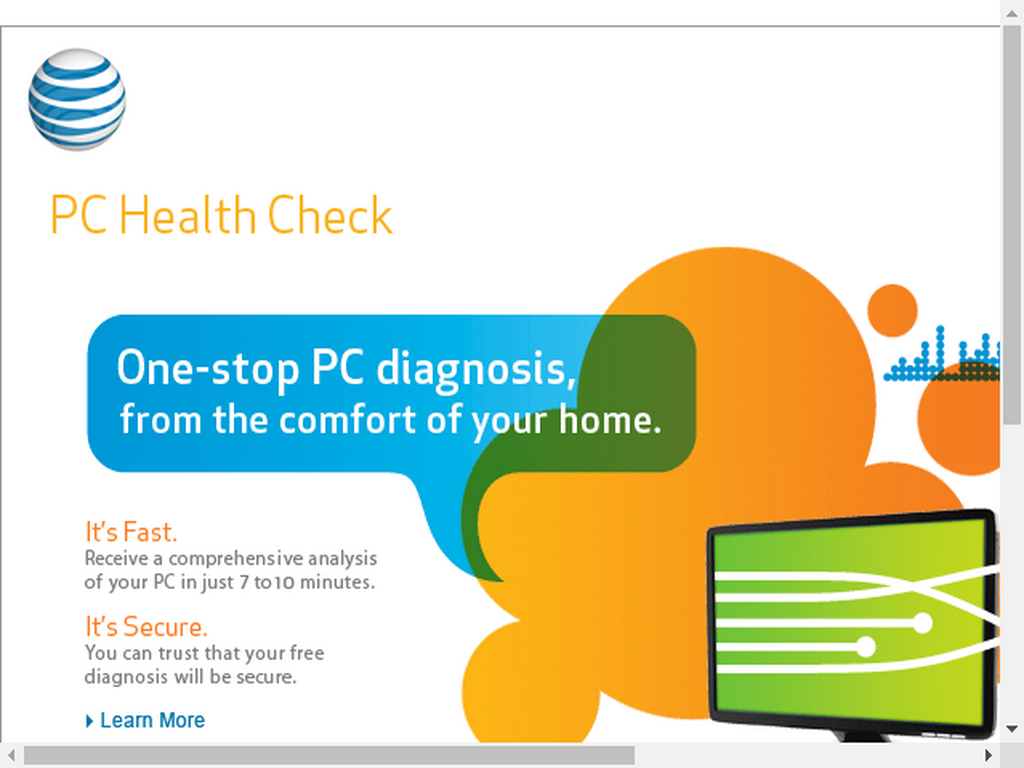 PC Health Check
One-stop PC diagnosis,
from the comfort of your home.
It's Fast.
Receive a comprehensive analysis
of your PC in just 7 to 10 minutes.
It's Secure.
You can trust that your free
diagnosis will be secure.
Learn More